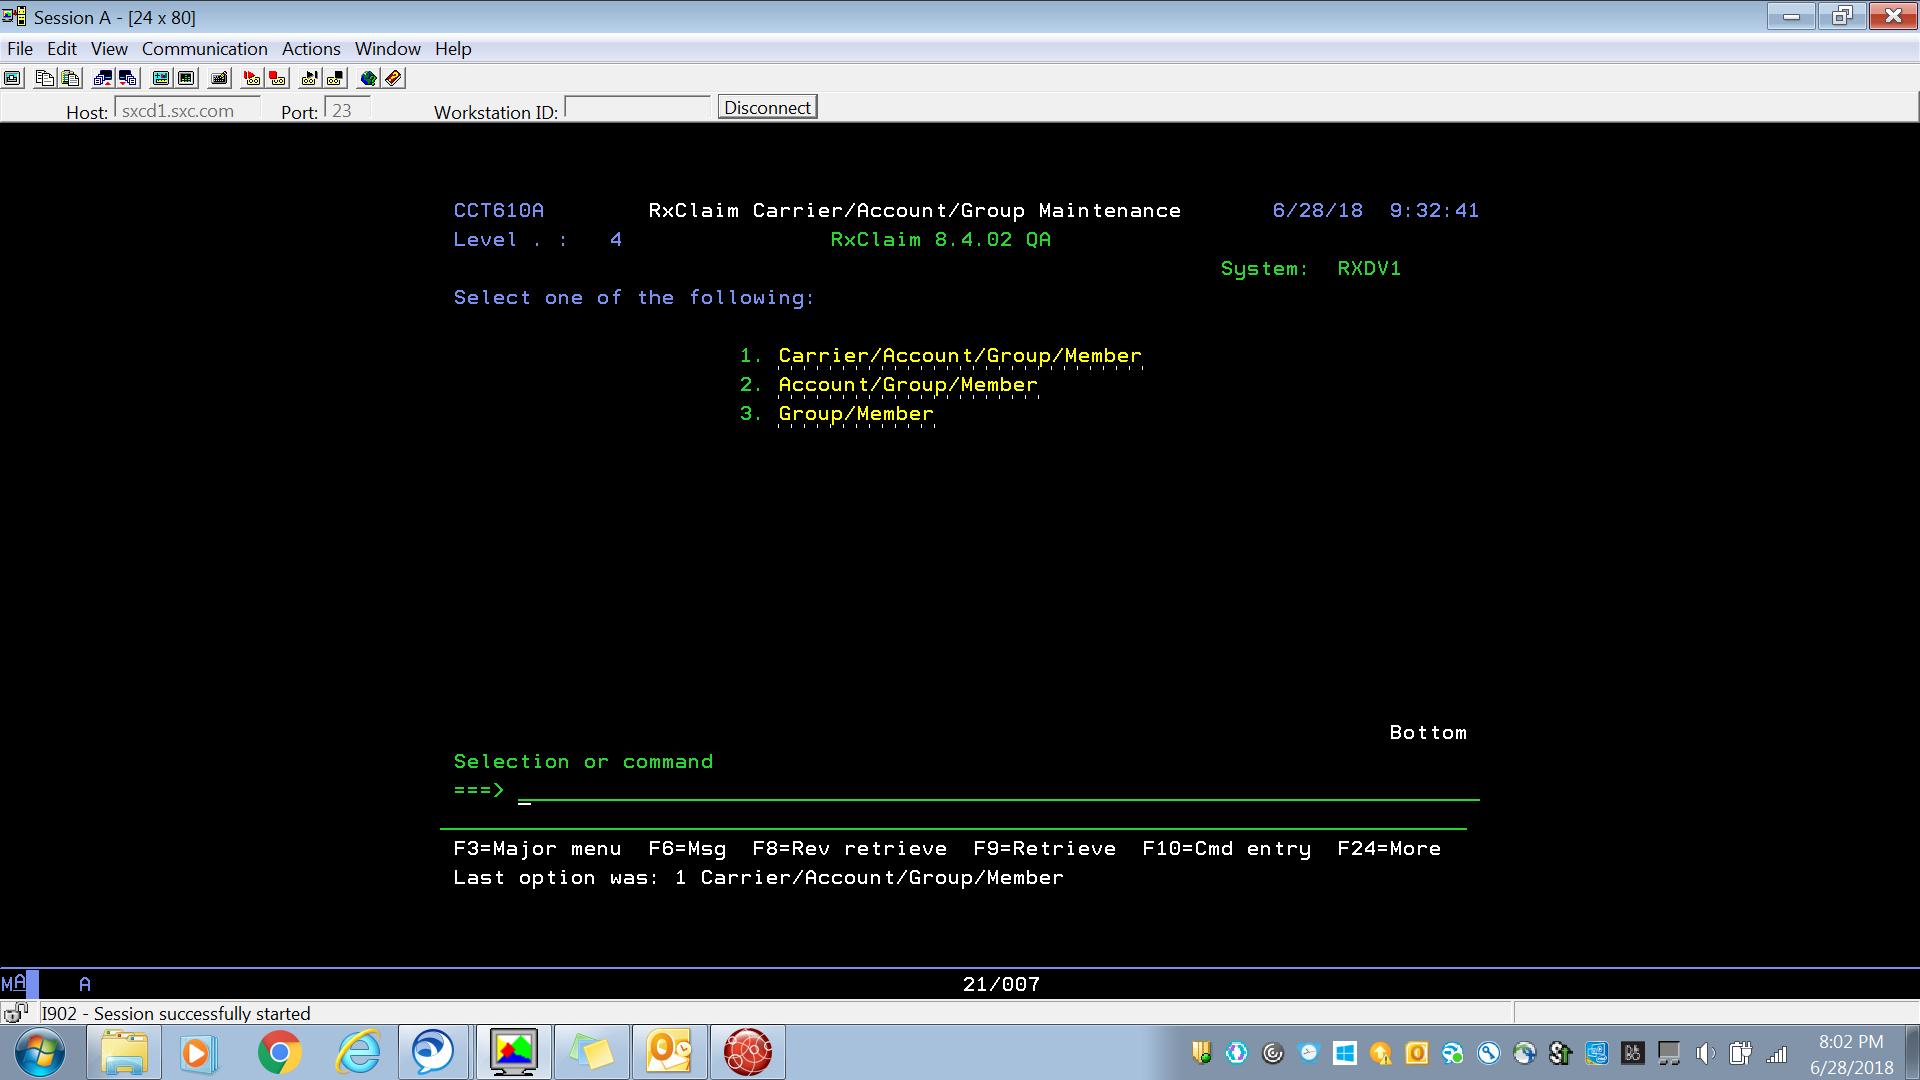 Session A - [24 x 80]
File Edit View Communication Actions Window Help
Host: sxcd1.sxc.com Port: 23 Workstation ID: Disconnect
CCT610A RxClaim Carrier/Account/Group Maintenance 6/28/18 9:32:41
Level . : 4 RxClaim 8.4.02 QA
System: RXDV1
Select one of the following:
1. Carrier/Account/Group/Member
2. Account/Group/Member
3. Group/Member
Bottom
Selection or command
===>
F3=Major menu F6=Msg F8=Rev retrieve F9=Retrieve F10=Cmd entry F24=More
Last option was: 1 Carrier/Account/Group/Member
MA A 21/007
I902 - Session successfully started
8:02 PM
6/28/2018